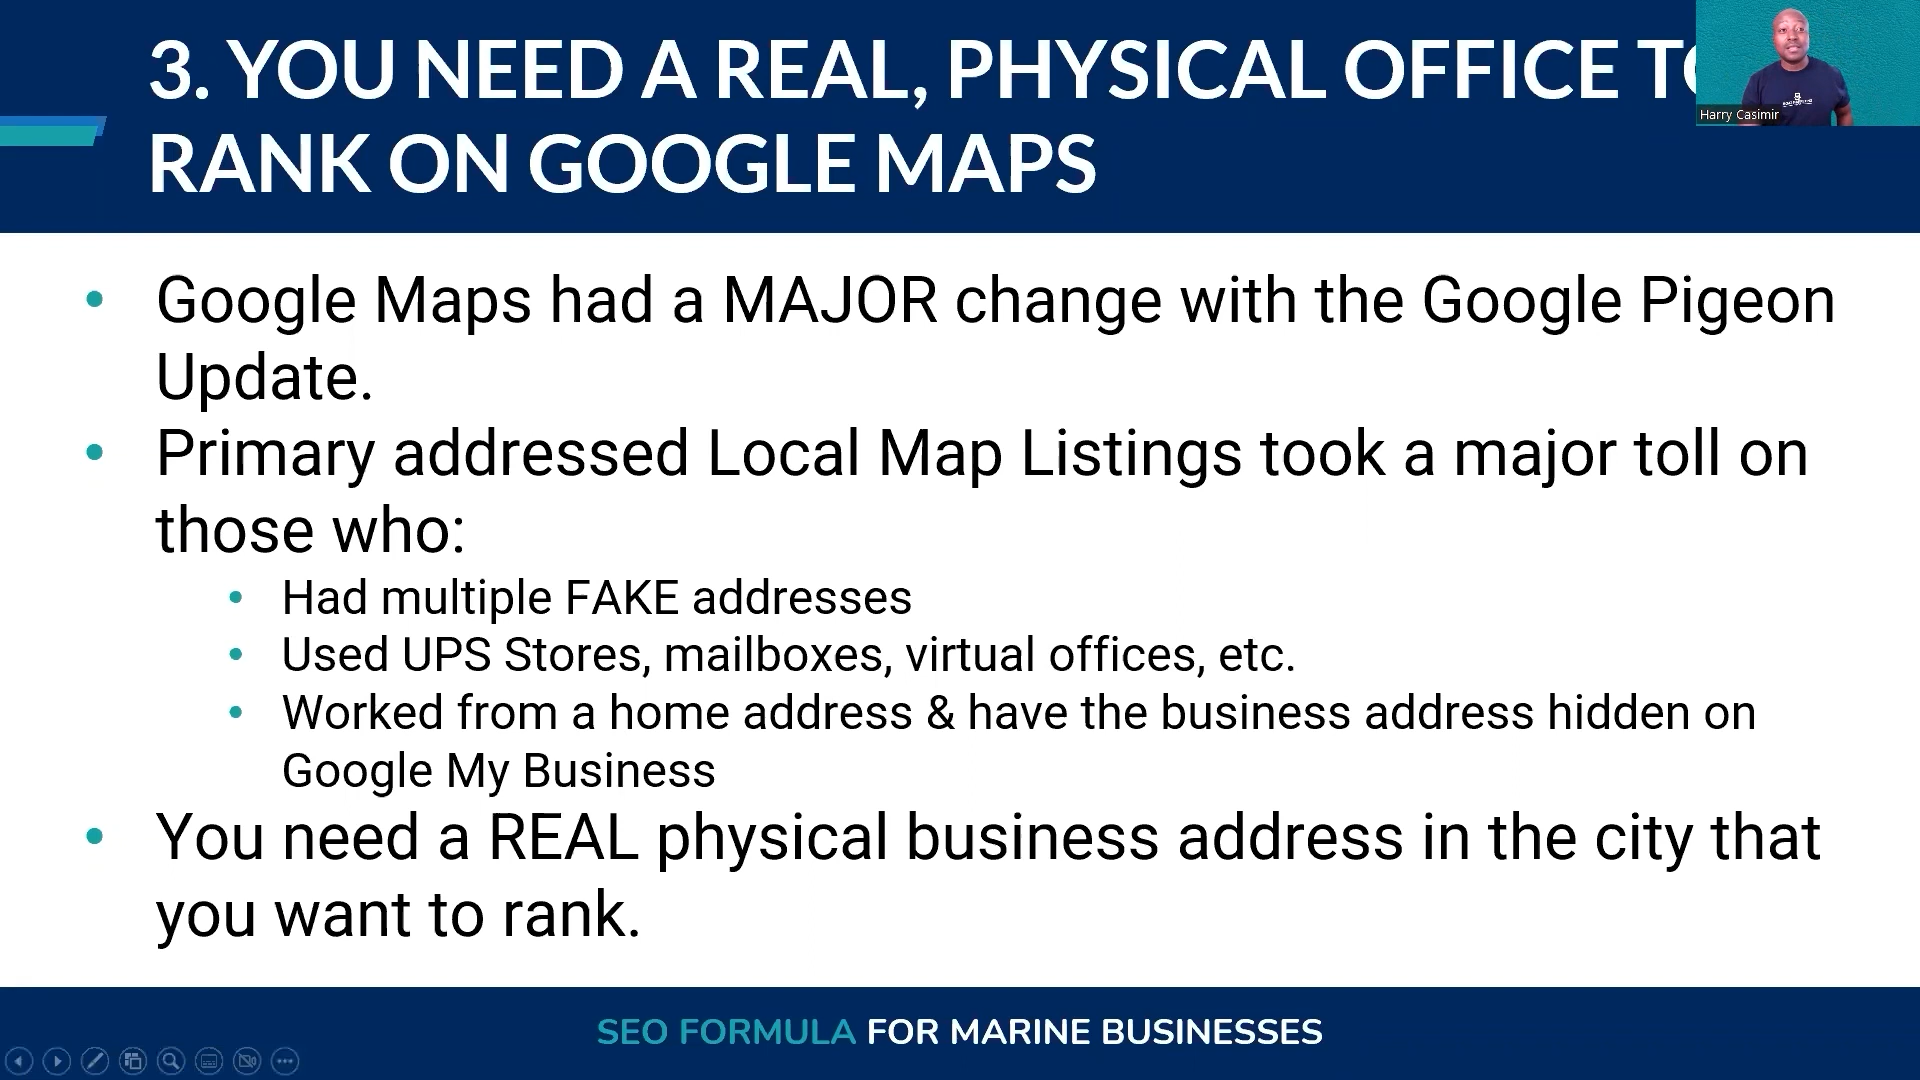 3. YOU NEED A REAL, PHYSICAL OFFICE TO
RANK ON GOOGLE MAPS
Harry Casimir
• Google Maps had a MAJOR change with the Google Pigeon
Update.
• Primary addressed Local Map Listings took a major toll on
those who:
• Had multiple FAKE addresses
• Used UPS Stores, mailboxes, virtual offices, etc.
• Worked from a home address & have the business address hidden on
Google My Business
• You need a REAL physical business address in the city that
you want to rank.
SEO FORMULA FOR MARINE BUSINESSES